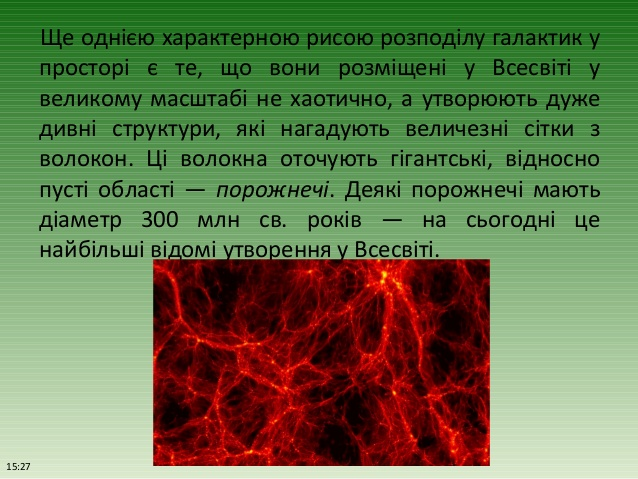 Ще однією характерною рисою розподілу галактик у
просторі є те, що вони розміщені у Всесвіті у
великому масштабі не хаотично, а утворюють дуже
дивні структури, які нагадують величезні сітки з
волокон. Ці волокна оточують гігантські, відносно
пусті області — порожнечі. Деякі порожнечі мають
діаметр 300 млн св. років — на сьогодні це
найбільші відомі утворення у Всесвіті.
15:27